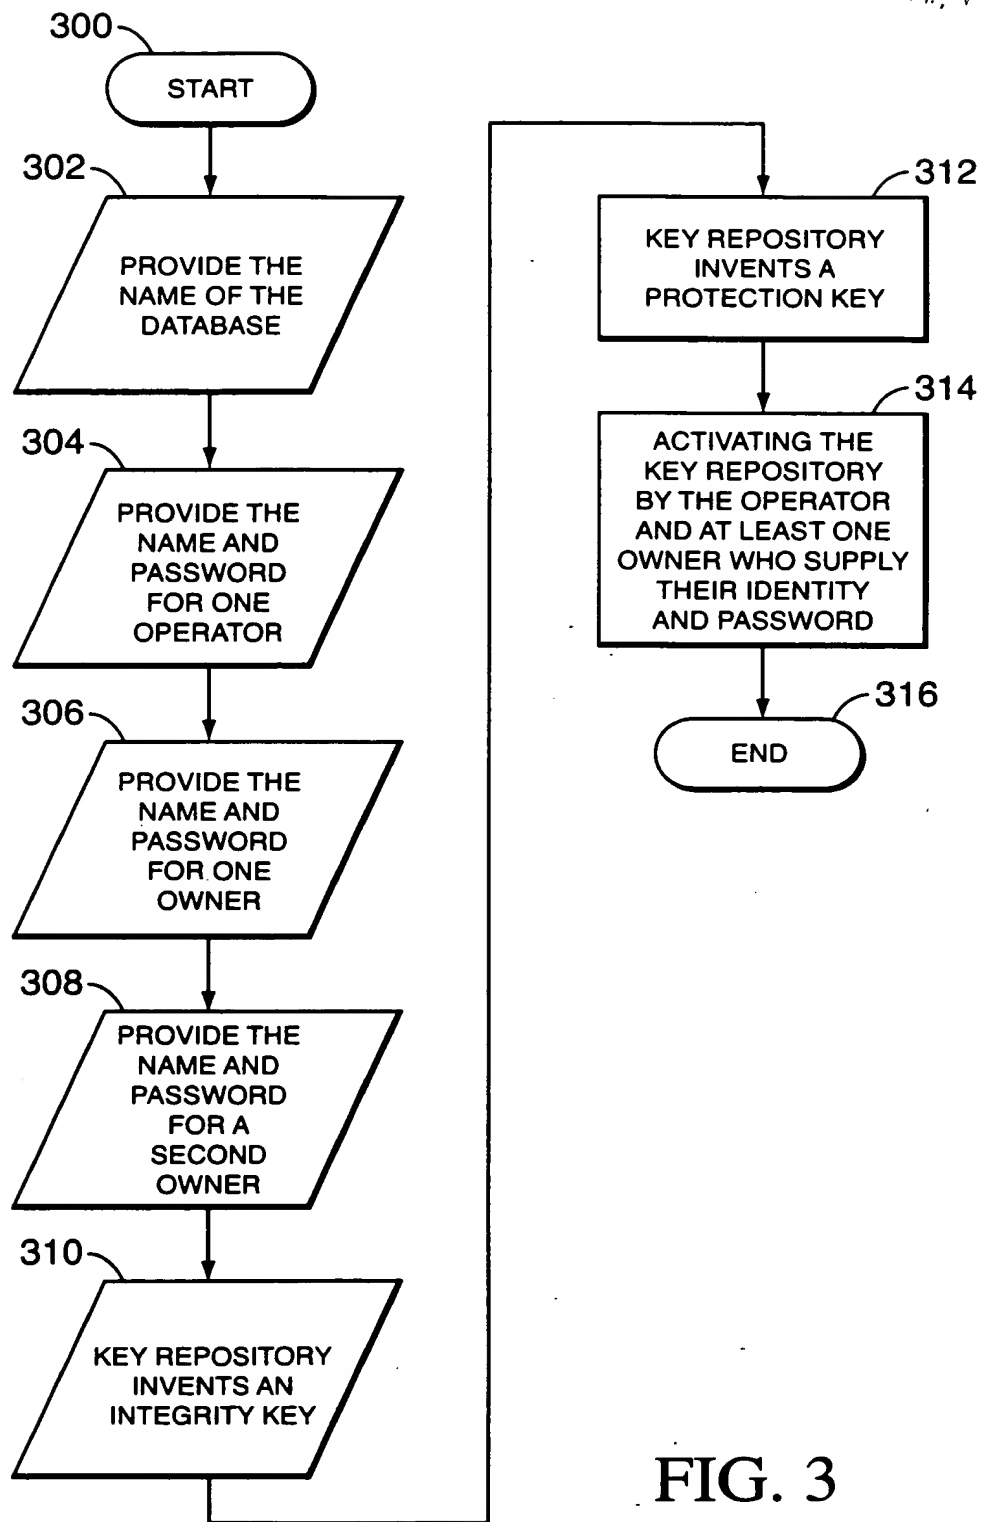 300
START
302
PROVIDE THE
NAME OF THE
DATABASE
304
PROVIDE THE
NAME AND
PASSWORD
FOR ONE
OPERATOR
306
PROVIDE THE
NAME AND
PASSWORD
FOR ONE
OWNER
308
PROVIDE THE
NAME AND
PASSWORD
FOR A
SECOND
OWNER
310
KEY REPOSITORY
INVENTS AN
INTEGRITY KEY
312
KEY REPOSITORY
INVENTS A
PROTECTION KEY
314
ACTIVATING THE
KEY REPOSITORY
BY THE OPERATOR
AND AT LEAST ONE
OWNER WHO SUPPLY
THEIR IDENTITY
AND PASSWORD
316
END
FIG. 3